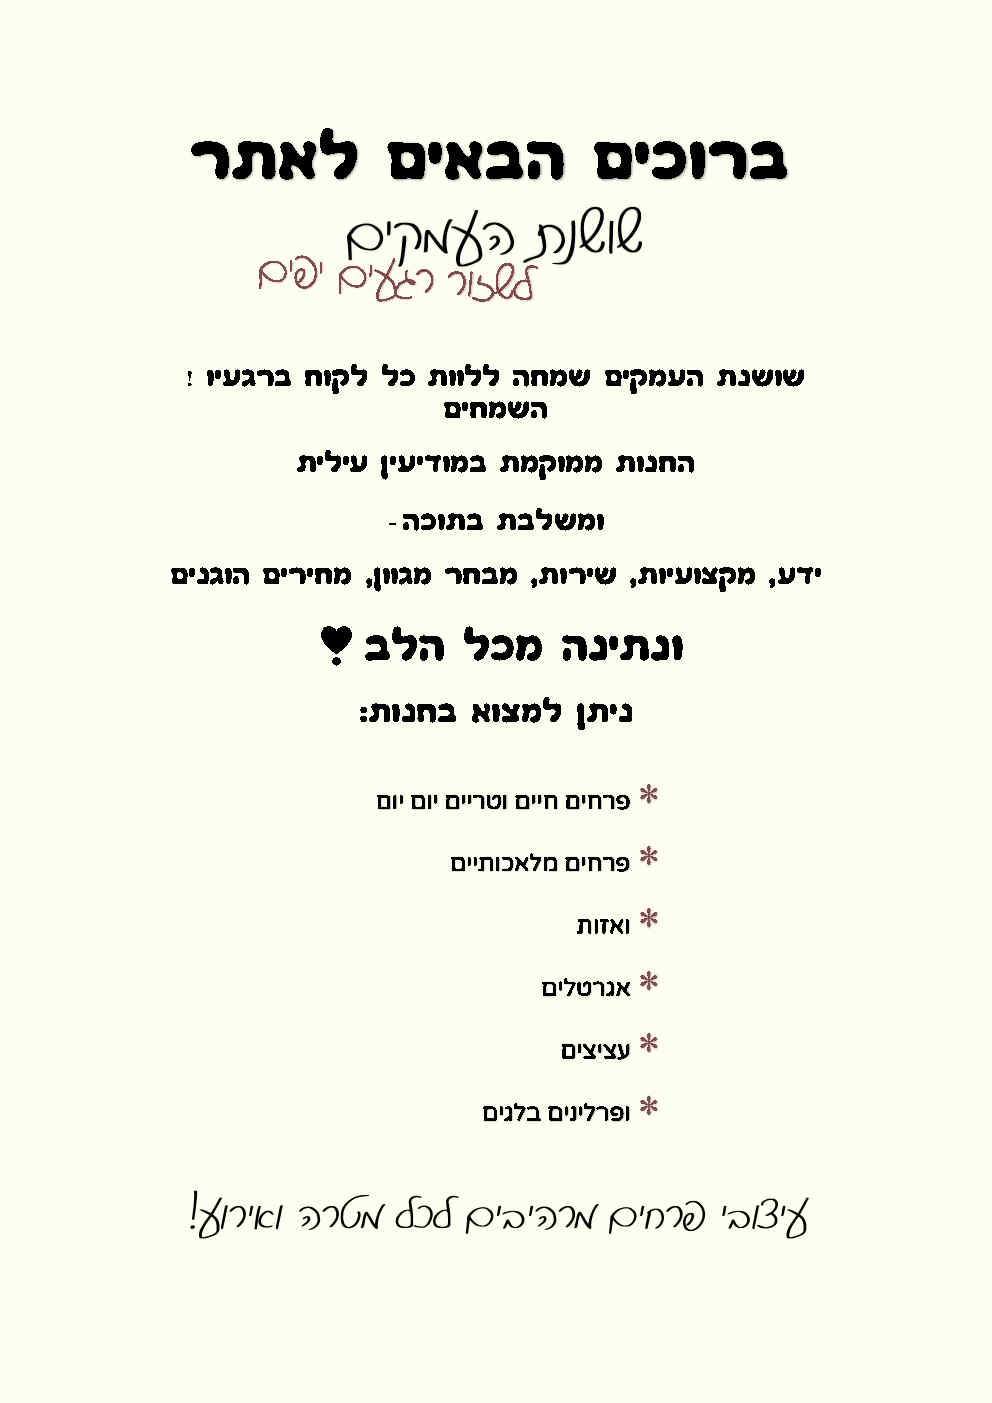 ברוכים הבאים לאתר
שושנת העמקים
לשזור רגעים יפים
שושנת העמקים שמחה ללוות כל לקוח ברגעיו !
השמחים
החנות ממוקמת במודיעין עילית
ומשלבת בתוכה-
ידע, מקצועיות, שירות, מבחר מגוון, מחירים הוגנים
ונתינה מכל הלב ❣
ניתן למצוא בחנות:
* פרחים חיים וטריים יום יום
* פרחים מלאכותיים
* ואזות
* אגרטלים
* עציצים
* ופרלינים בלגים
עיצובי פרחים מרהיבים לכל מטרה ואירוע!